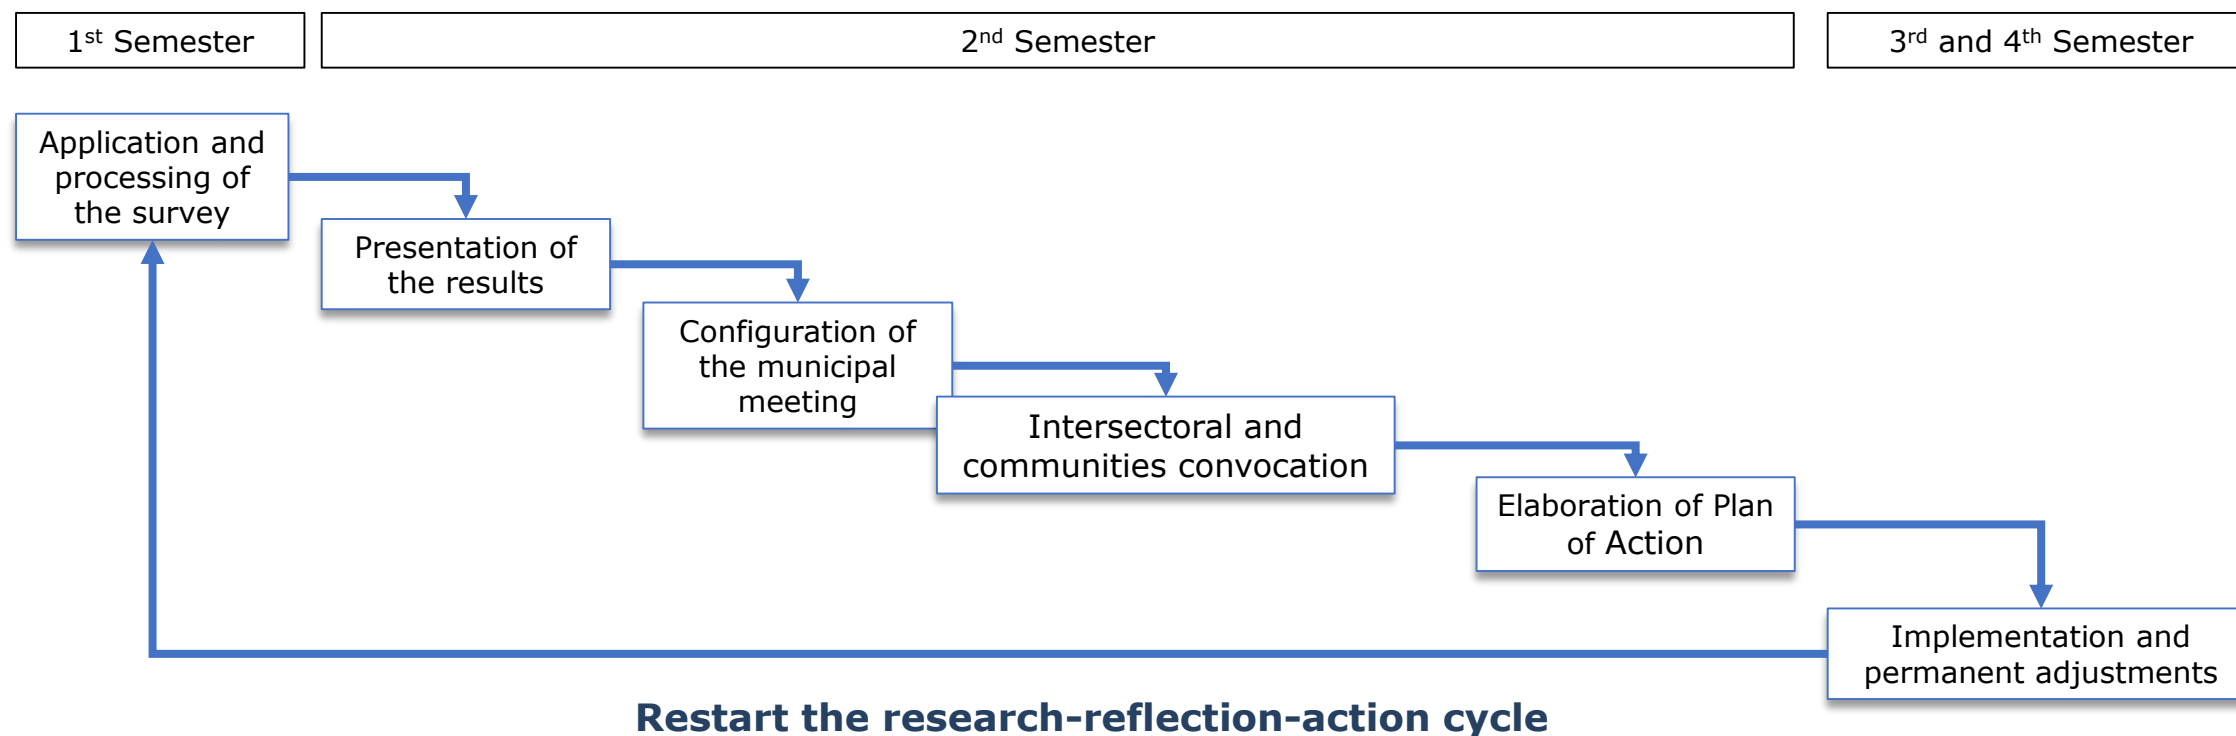 1st Semester
2nd Semester
3rd and 4th Semester
Application and
processing of
the survey
Presentation of
the results
Configuration of
the municipal
meeting
Intersectoral and
communities convocation
Elaboration of Plan
of Action
Implementation and
permanent adjustments
Restart the research-reflection-action cycle